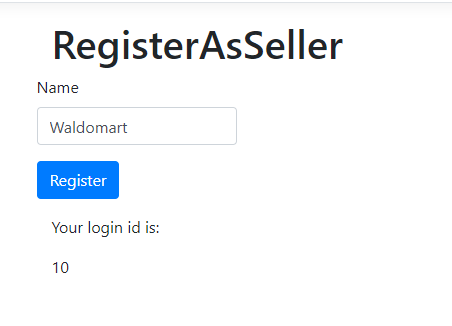 RegisterAsSeller
Name
Waldomart
Register
Your login id is:
10